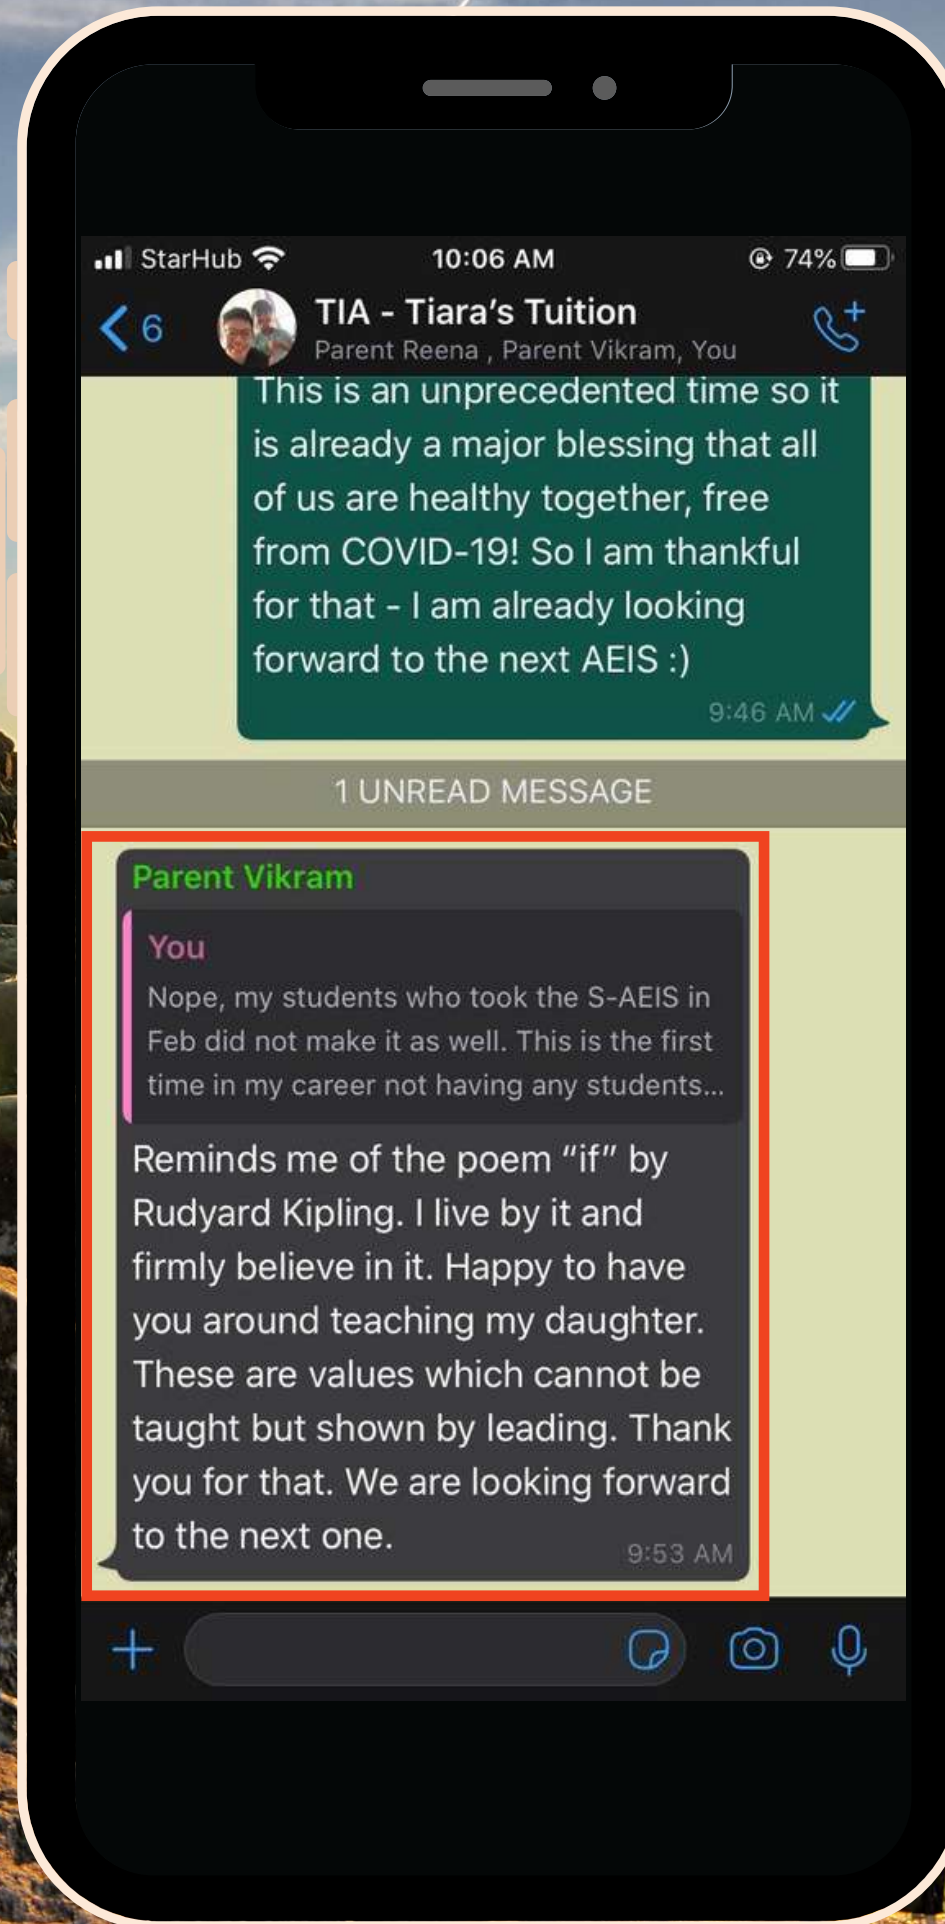 StarHub 10:06 AM 74%
6 TIA - Tiara's Tuition
Parent Reena , Parent Vikram, You
This is an unprecedented time so it
is already a major blessing that all
of us are healthy together, free
from COVID-19! So I am thankful
for that - I am already looking
forward to the next AEIS :)
9:46 AM
1 UNREAD MESSAGE
Parent Vikram
You
Nope, my students who took the S-AEIS in
Feb did not make it as well. This is the first
time in my career not having any students...
Reminds me of the poem “if” by
Rudyard Kipling. I live by it and
firmly believe in it. Happy to have
you around teaching my daughter.
These are values which cannot be
taught but shown by leading. Thank
you for that. We are looking forward
to the next one.
9:53 AM